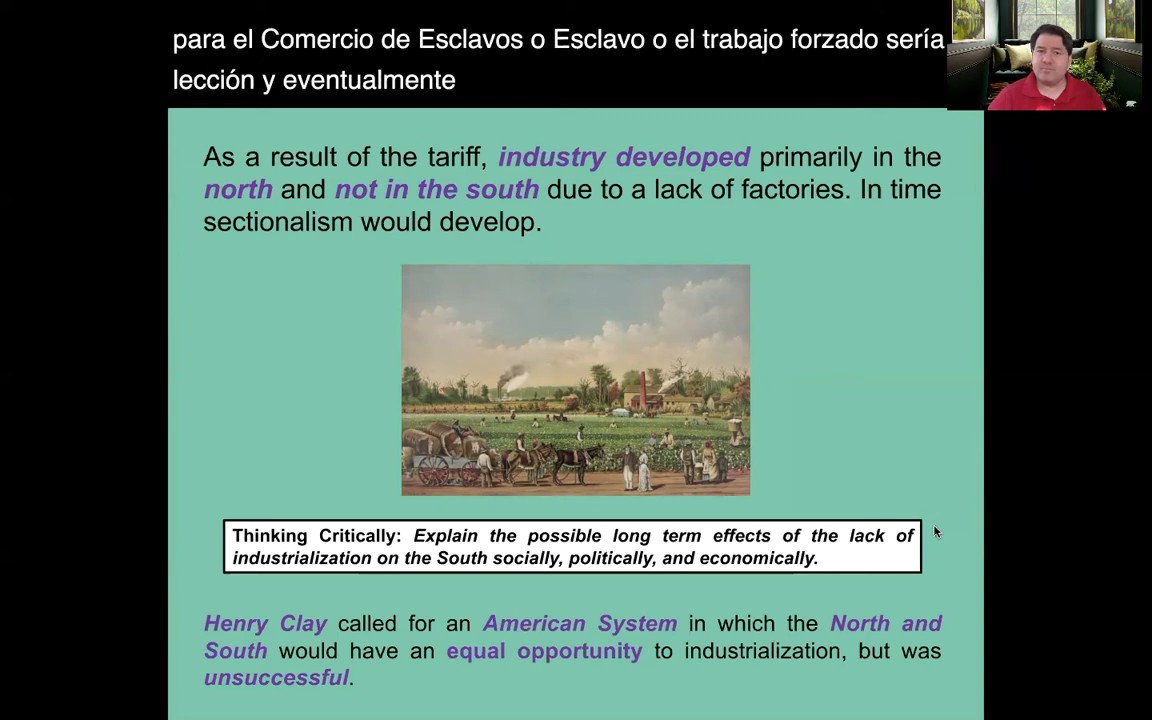 para el Comercio de Esclavos o Esclavo o el trabajo forzado sería
lección y eventualmente
As a result of the tariff, industry developed primarily in the
north and not in the south due to a lack of factories. In time
sectionalism would develop.
Thinking Critically: Explain the possible long term effects of the lack of
industrialization on the South socially, politically, and economically.
Henry Clay called for an American System in which the North and
South would have an equal opportunity to industrialization, but was
unsuccessful.